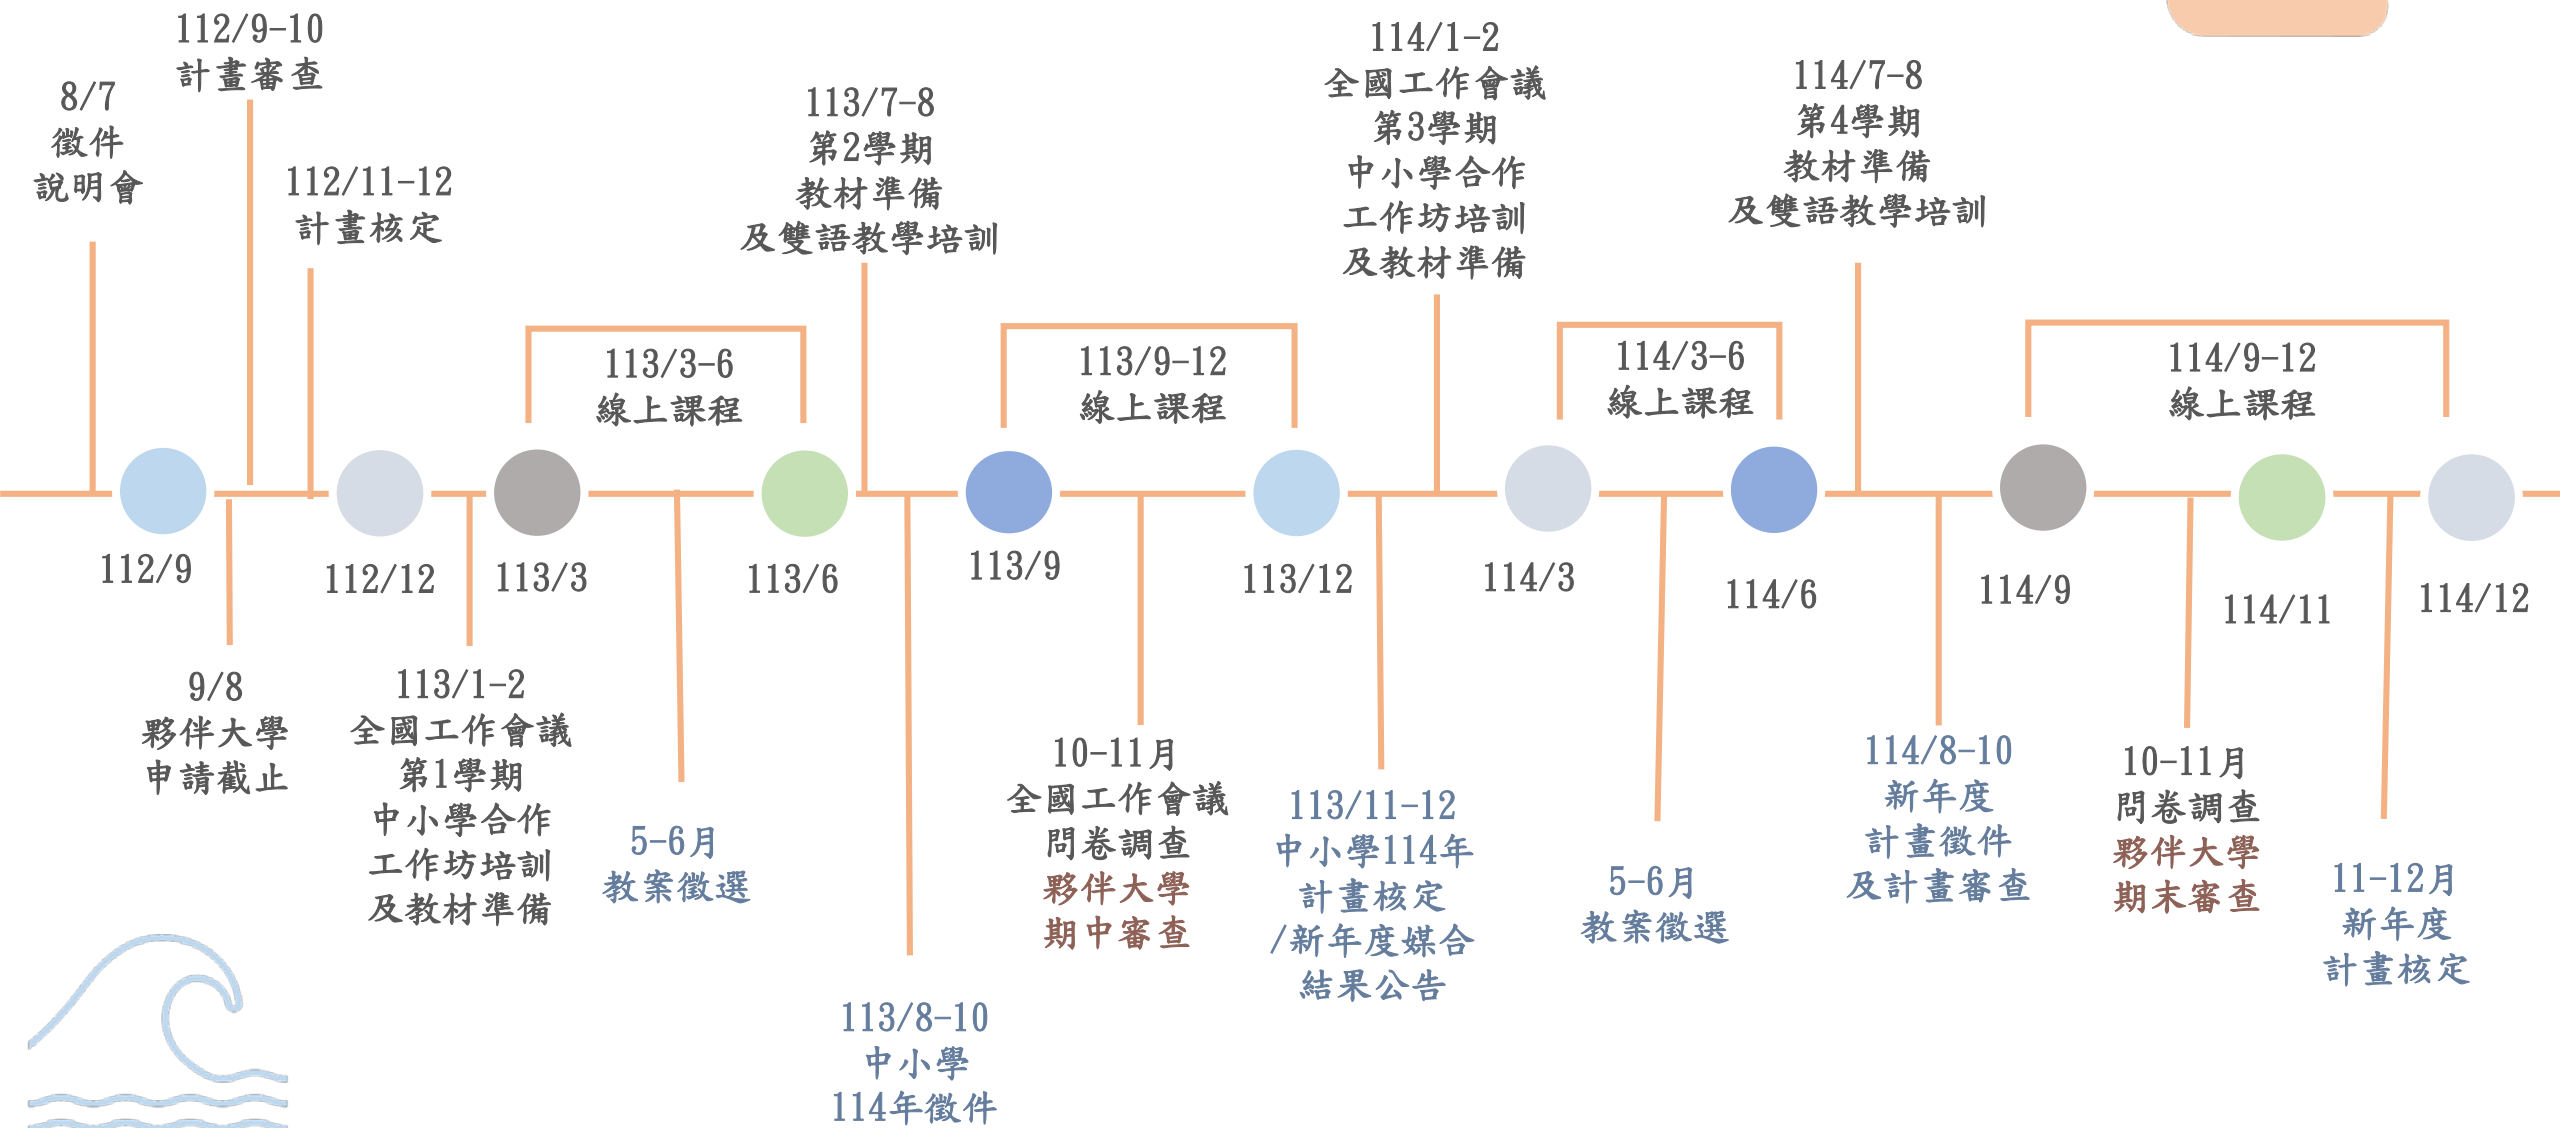 8/7
徵件
說明會
112/9-10
計畫審查
112/11-12
計畫核定
113/3-6
線上課程
113/7-8
第2學期
教材準備
及雙語教學培訓
113/9-12
線上課程
114/1-2
全國工作會議
第3學期
中小學合作
工作坊培訓
及教材準備
114/3-6
線上課程
114/7-8
第4學期
教材準備
及雙語教學培訓
114/9-12
線上課程
112/9
112/12
113/3
113/6
113/9
113/12
114/3
114/6
114/9
114/11
114/12
9/8
夥伴大學
申請截止
113/1-2
全國工作會議
第1學期
中小學合作
工作坊培訓
及教材準備
5-6月
教案徵選
113/8-10
中小學
114年徵件
10-11月
全國工作會議
問卷調查
夥伴大學
期中審查
113/11-12
中小學114年
計畫核定
/新年度媒合
結果公告
5-6月
教案徵選
114/8-10
新年度
計畫徵件
及計畫審查
10-11月
問卷調查
夥伴大學
期末審查
11-12月
新年度
計畫核定